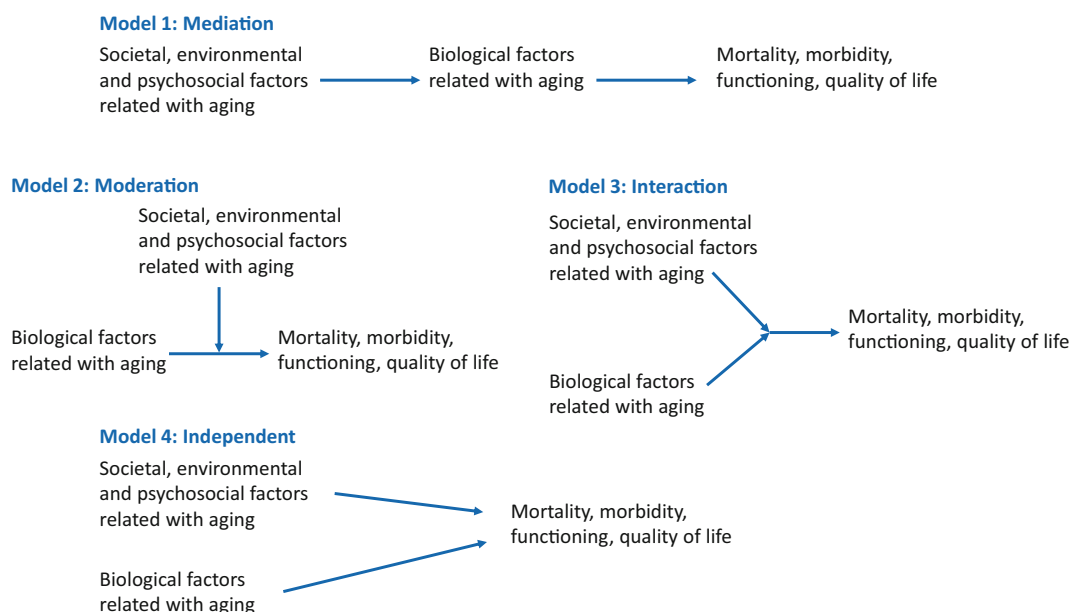 Model 1: Mediation
Societal, environmental
and psychosocial factors
related with aging
Biological factors
related with aging
Mortality, morbidity,
functioning, quality of life
Model 2: Moderation
Societal, environmental
and psychosocial factors
related with aging
Biological factors
related with aging
Mortality, morbidity,
functioning, quality of life
Model 3: Interaction
Societal, environmental
and psychosocial factors
related with aging
Biological factors
related with aging
Mortality, morbidity,
functioning, quality of life
Model 4: Independent
Societal, environmental
and psychosocial factors
related with aging
Biological factors
related with aging
Mortality, morbidity,
functioning, quality of life